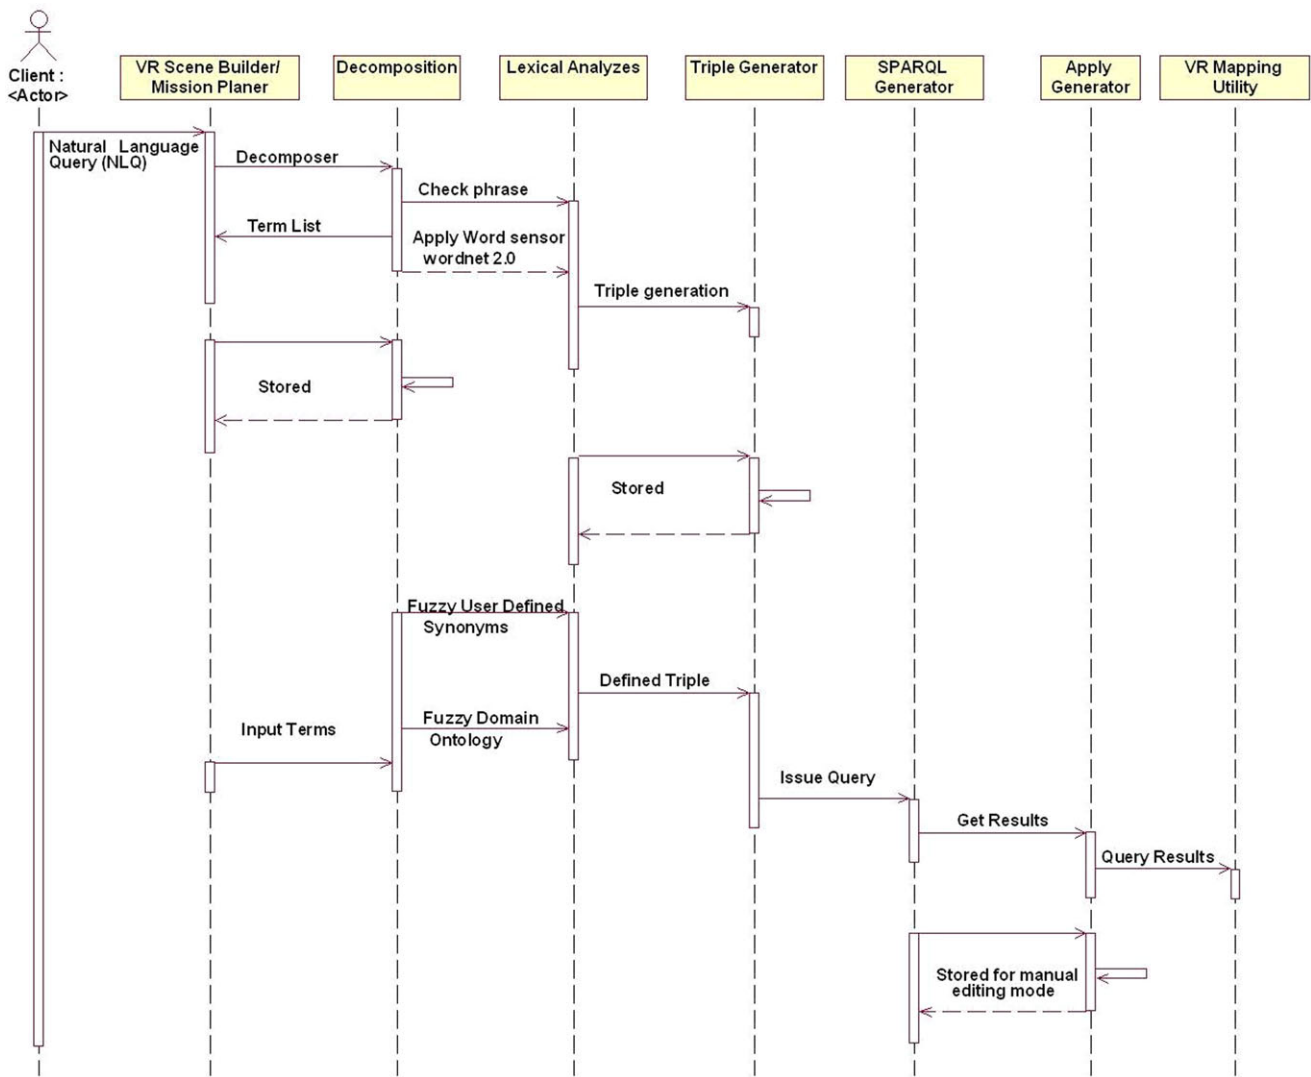 Client :
<Actor>
VR Scene Builder/
Mission Planer
Decomposition
Lexical Analyzes
Triple Generator
SPARQL
Generator
Apply
Generator
VR Mapping
Utility
Natural Language
Query (NLQ)
Decomposer
Check phrase
Term List
Apply Word sensor
wordnet 2.0
Triple generation
Stored
Stored
Fuzzy User Defined
Synonyms
Defined Triple
Fuzzy Domain
Ontology
Input Terms
Issue Query
Get Results
Query Results
Stored for manual
editing mode